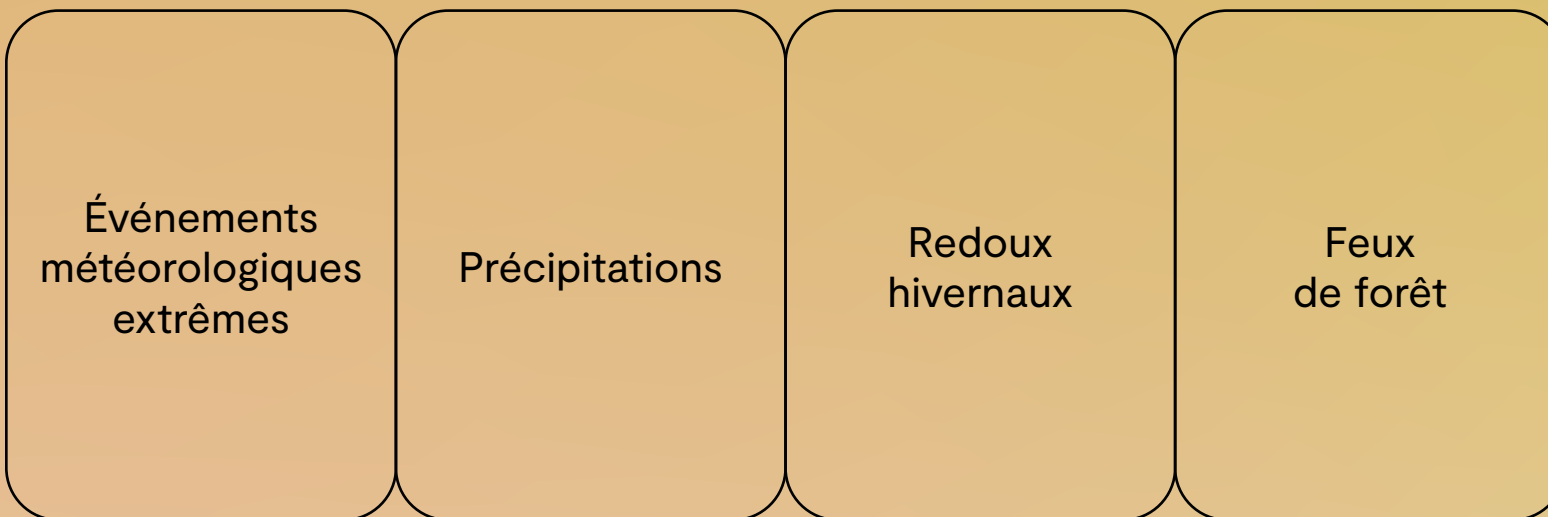 Événements
météorologiques
extrêmes
Précipitations
Redoux
hivernaux
Feux
de forêt